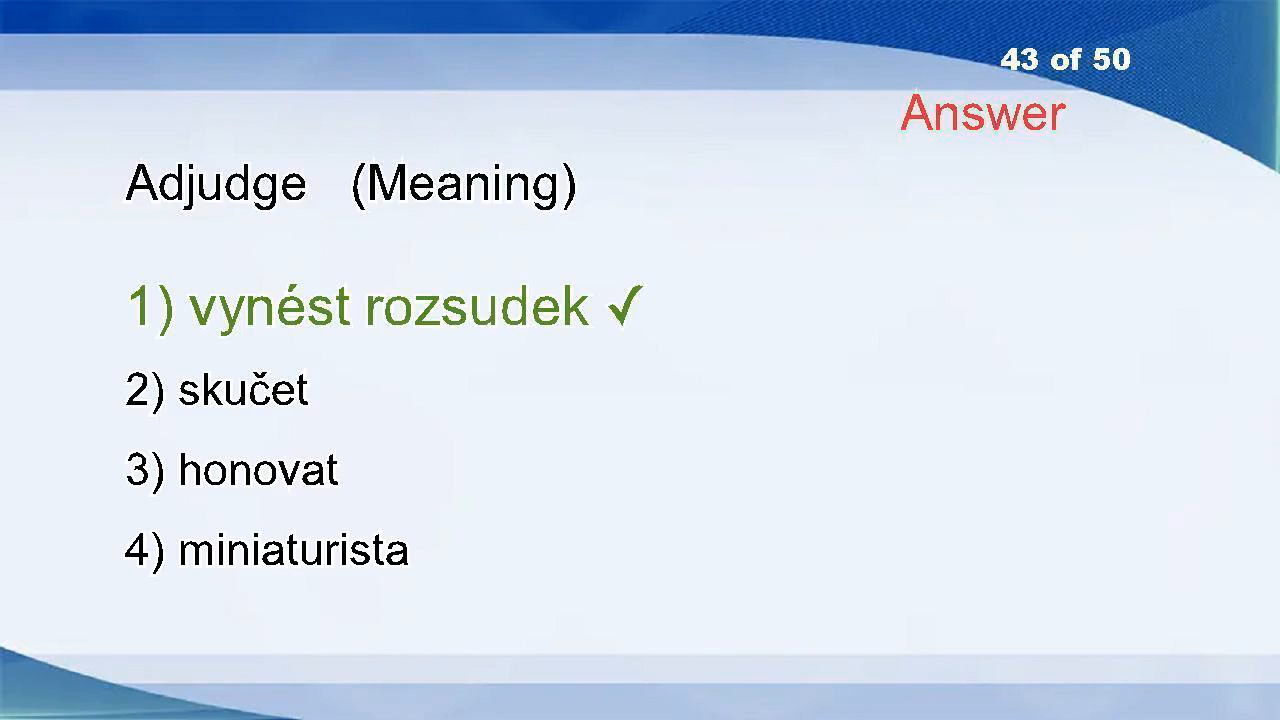 43 of 50
Answer
Adjudge (Meaning)
1) vynést rozsudek ✓
2) skučet
3) honovat
4) miniaturista